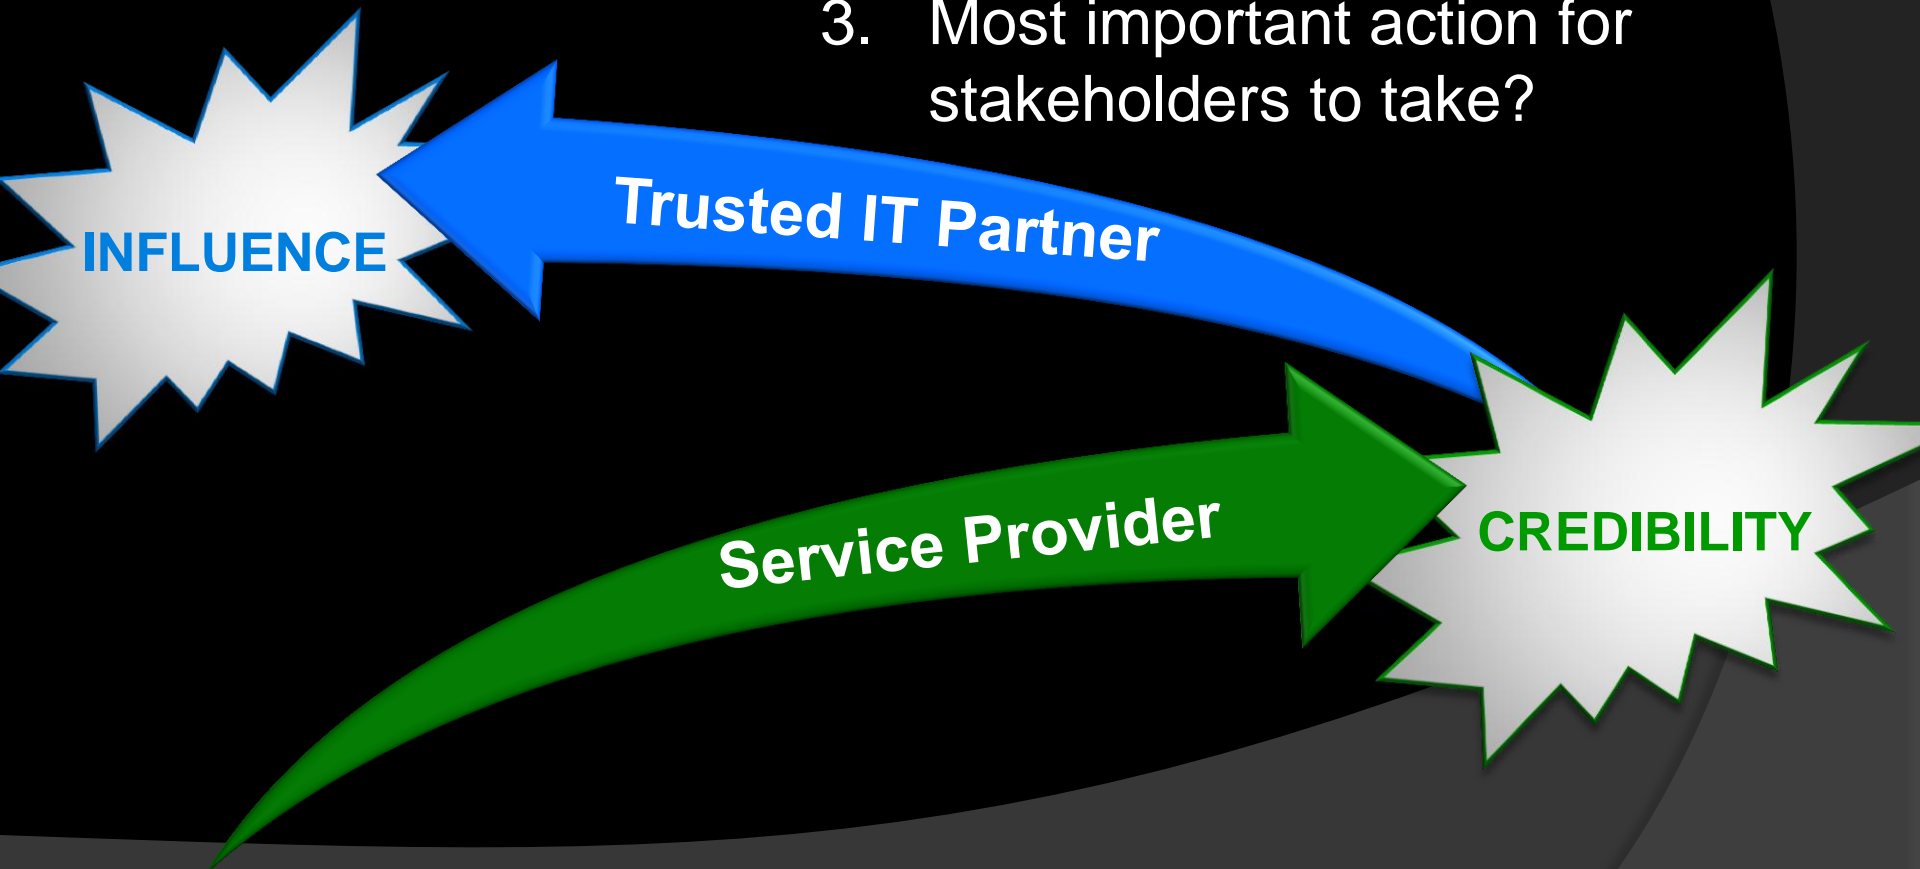 3. Most important action for
stakeholders to take?
Trusted IT Partner
INFLUENCE
Service Provider
CREDIBILITY